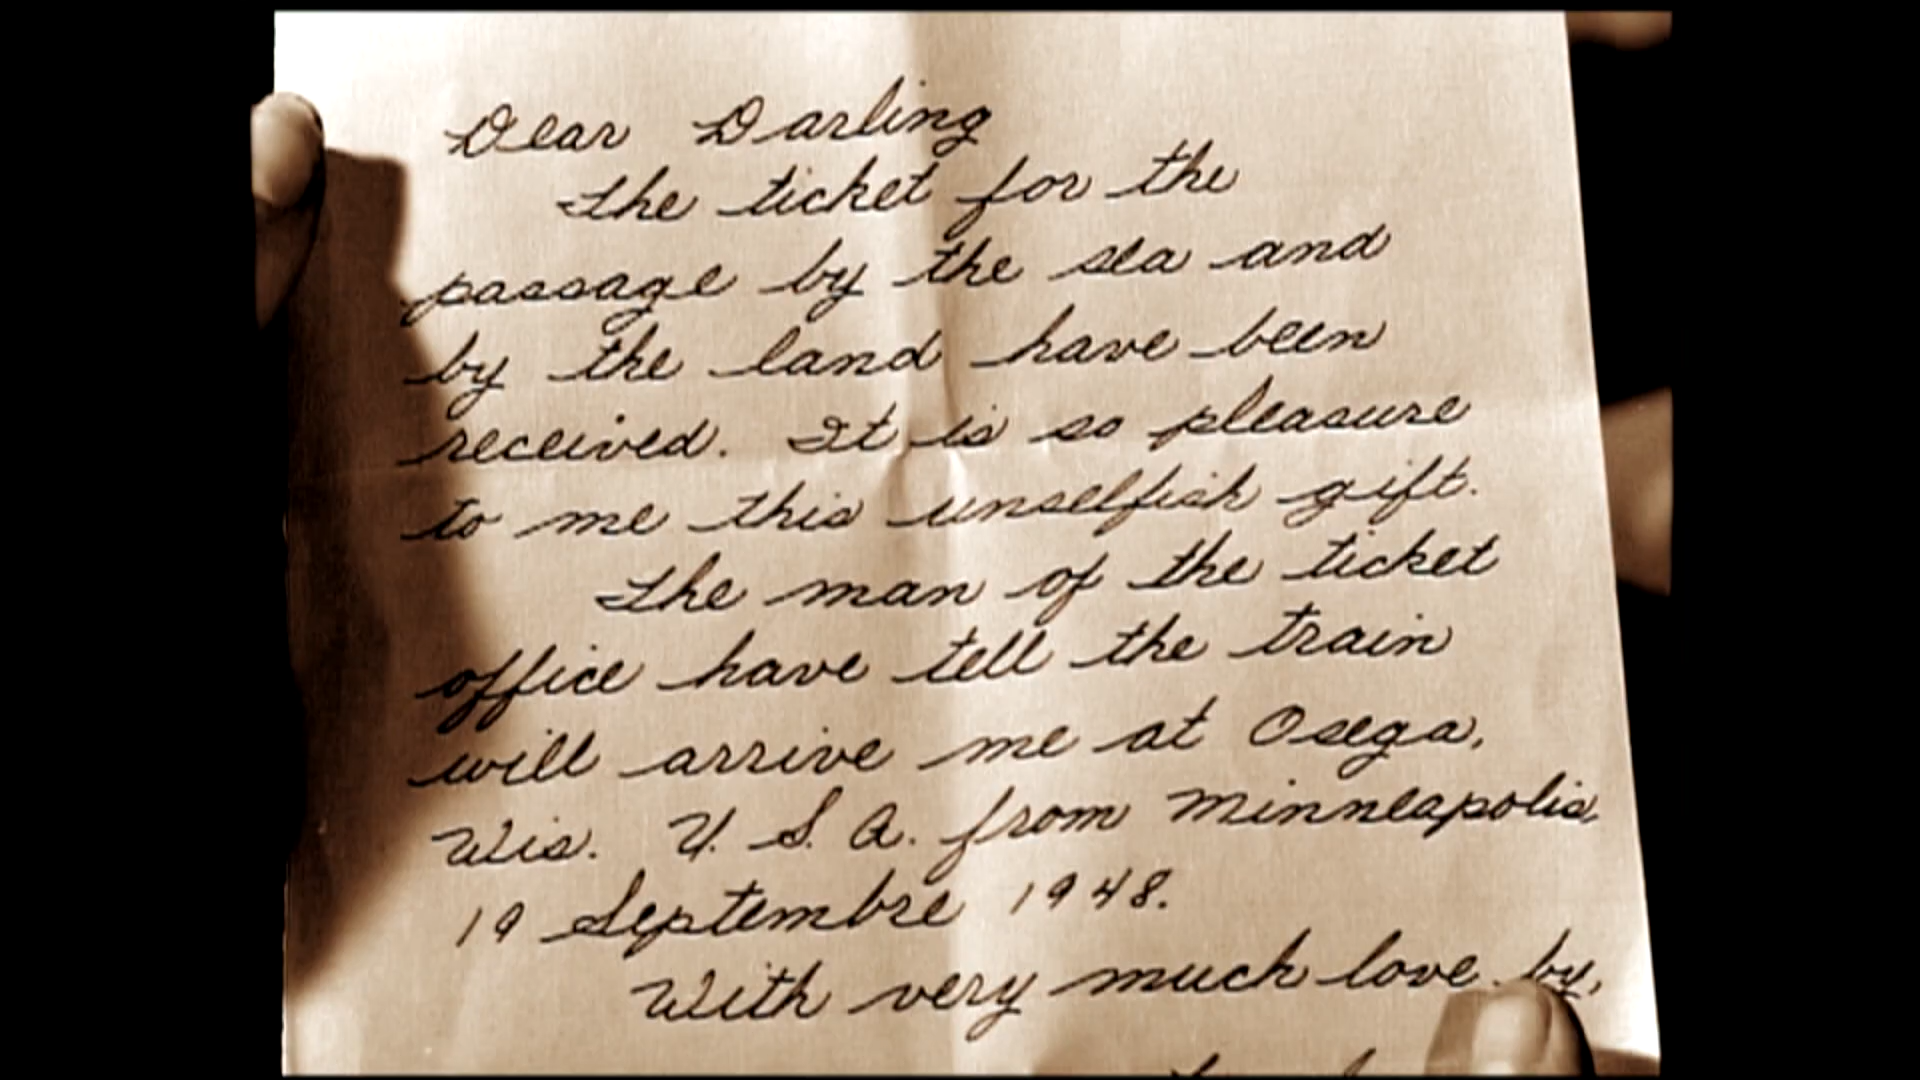 Dear Darling
The ticket for the
passage by the sea and
by the land have been
received. It is so pleasure
to me this unselfish gift.
The man of the ticket
office have tell the train
will arrive me at Osega,
Wis. U. S. A. from Minneapolis
19 Septembre 1948.
With very much love by,